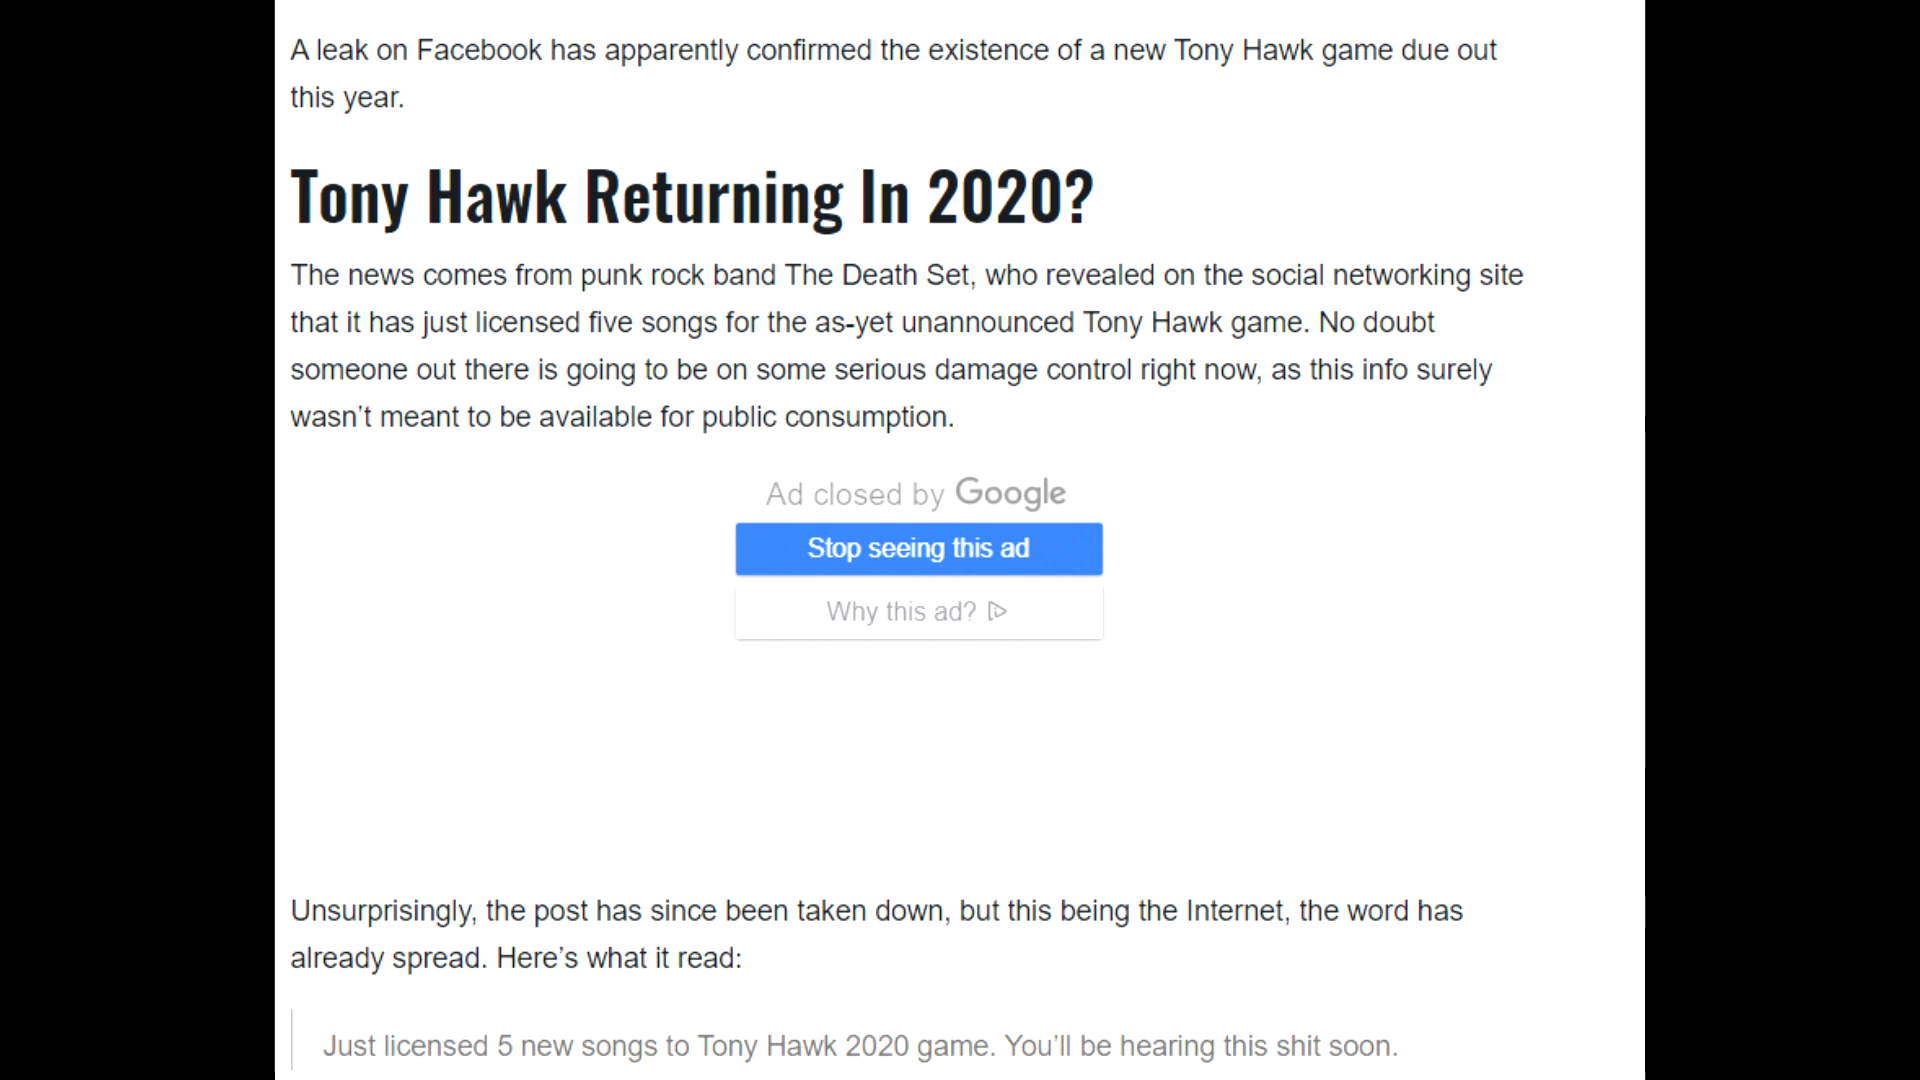 A leak on Facebook has apparently confirmed the existence of a new Tony Hawk game due out
this year.
Tony Hawk Returning In 2020?
The news comes from punk rock band The Death Set, who revealed on the social networking site
that it has just licensed five songs for the as-yet unannounced Tony Hawk game. No doubt
someone out there is going to be on some serious damage control right now, as this info surely
wasn’t meant to be available for public consumption.
Ad closed by Google
Stop seeing this ad
Why this ad?
Unsurprisingly, the post has since been taken down, but this being the Internet, the word has
already spread. Here’s what it read:
Just licensed 5 new songs to Tony Hawk 2020 game. You’ll be hearing this shit soon.